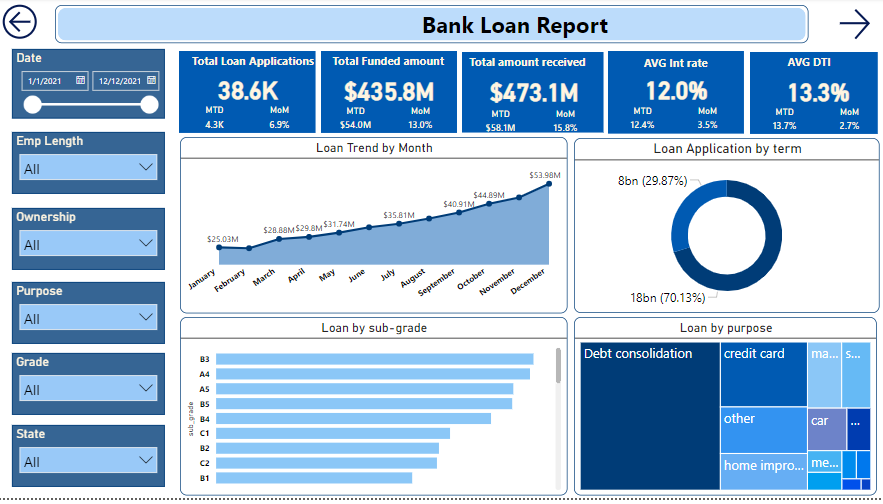 Bank Loan Report
Date
1/1/2021
12/12/2021
Emp Length
All
Ownership
All
Purpose
All
Grade
All
State
All
Total Loan Applications
38.6K
MTD MoM
4.3K 6.9%
Total Funded amount
$435.8M
MTD MoM
$54.0M 13.0%
Total amount received
$473.1M
MTD MoM
$58.1M 15.8%
AVG Int rate
12.0%
MTD MoM
12.4% 3.5%
AVG DTI
13.3%
MTD MoM
13.7% 2.7%
Loan Trend by Month
$25.03M
$28.88M
$29.8M
$31.74M
$35.81M
$40.91M
$44.89M
$53.98M
January
February
March
April
May
June
July
August
September
October
November
December
Loan Application by term
8bn (29.87%)
18bn (70.13%)
Loan by sub-grade
sub_grade
B3
A4
A5
B5
B4
C1
B2
C2
B1
Loan by purpose
Debt consolidation
credit card
ma...
s...
other
car
...
home impro...
me...